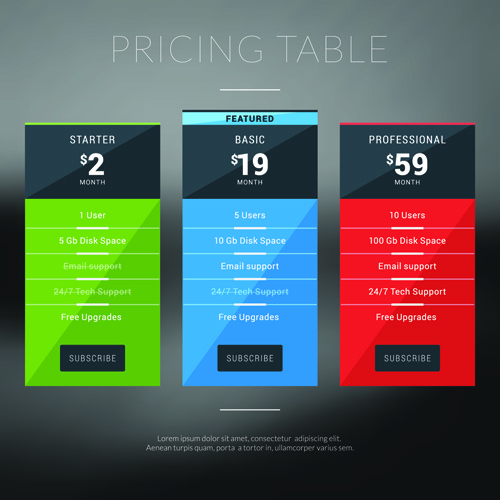 PRICING TABLE
STARTER
$2
MONTH
1 User
5 Gb Disk Space
Email support
24/7 Tech Support
Free Upgrades
SUBSCRIBE
FEATURED
BASIC
$19
MONTH
5 Users
10 Gb Disk Space
Email support
24/7 Tech Support
Free Upgrades
SUBSCRIBE
PROFESSIONAL
$59
MONTH
10 Users
100 Gb Disk Space
Email support
24/7 Tech Support
Free Upgrades
SUBSCRIBE
Lorem ipsum dolor sit amet, consectetur adipiscing elit.
Aenean turpis, porta a tortor in, ullamcorper varius sem.